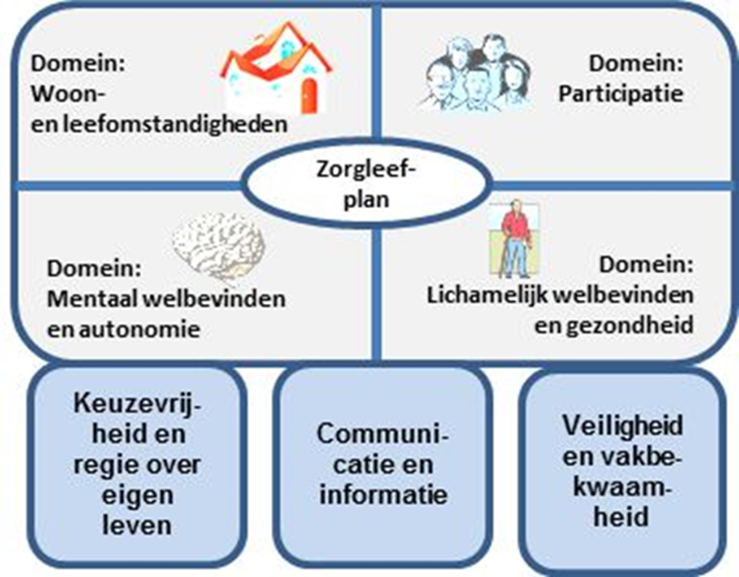 Domein:
Woon-
en leefomstandigheden
Domein:
Participatie
Zorgleef-
plan
Domein:
Mentaal welbevinden
en autonomie
Domein:
Lichamelijk welbevinden
en gezondheid
Keuzevrij-
heid en
regie over
eigen
leven
Communi-
catie en
informatie
Veiligheid
en vakbe-
kwaam-
heid